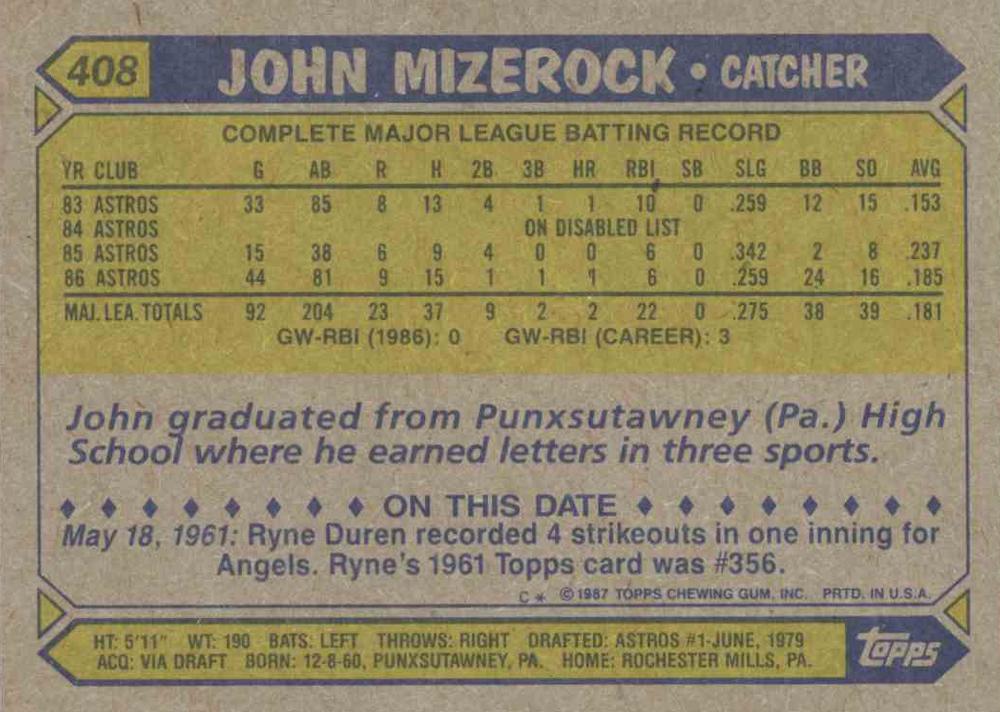 408 JOHN MIZEROCK • CATCHER
COMPLETE MAJOR LEAGUE BATTING RECORD
YR CLUB G AB R H 2B 3B HR RBI SB SLG BB SO AVG
83 ASTROS 33 85 8 13 4 1 1 10 0 .259 12 15 .153
84 ASTROS ON DISABLED LIST
85 ASTROS 15 38 6 9 4 0 0 6 0 .342 2 8 .237
86 ASTROS 44 81 9 15 1 1 1 6 0 .259 24 16 .185
MAJ. LEA. TOTALS 92 204 23 37 9 2 2 22 0 .275 38 39 .181
GW-RBI (1986): 0 GW-RBI (CAREER): 3
John graduated from Punxsutawney (Pa.) High
School where he earned letters in three sports.
♦ ♦ ♦ ♦ ♦ ♦ ♦ ♦ ON THIS DATE ♦ ♦ ♦ ♦ ♦ ♦ ♦ ♦
May 18, 1961: Ryne Duren recorded 4 strikeouts in one inning for
Angels. Ryne's 1961 Topps card was #356.
C* ©1987 TOPPS CHEWING GUM, INC. PRTD. IN U.S.A.
HT: 5'11" WT: 190 BATS: LEFT THROWS: RIGHT DRAFTED: ASTROS #1-JUNE, 1979
ACQ: VIA DRAFT BORN: 12-8-60, PUNXSUTAWNEY, PA. HOME: ROCHESTER MILLS, PA.
topps